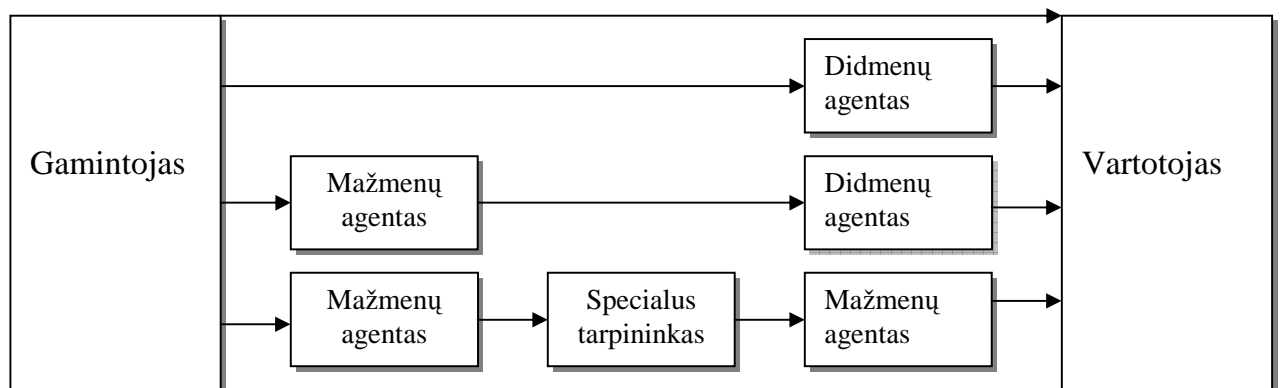 Didmenų
agentas
Gamintojas
Vartotojas
Mažmenų
agentas
Didmenų
agentas
Mažmenų
agentas
Specialus
tarpininkas
Mažmenų
agentas